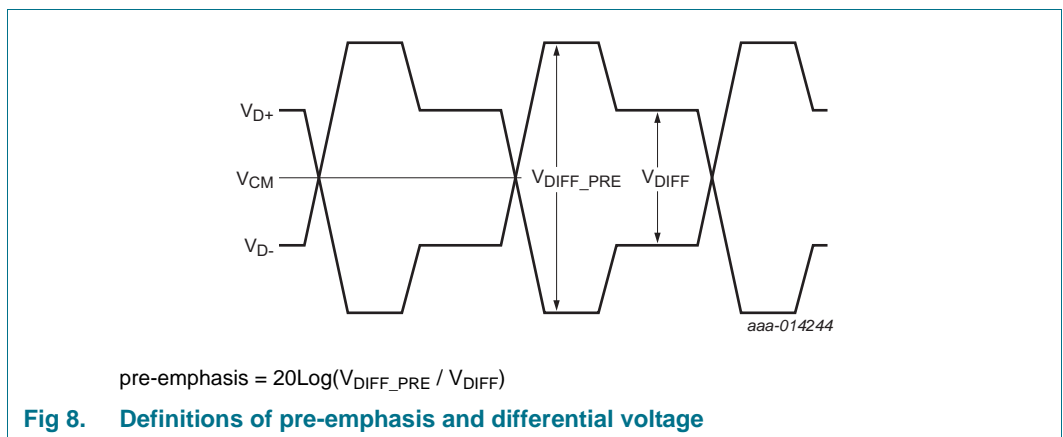 V_D+
V_CM
V_D-
V_DIFF_PRE V_DIFF
aaa-014244
pre-emphasis = 20Log(V_DIFF_PRE / V_DIFF)
Fig 8. Definitions of pre-emphasis and differential voltage